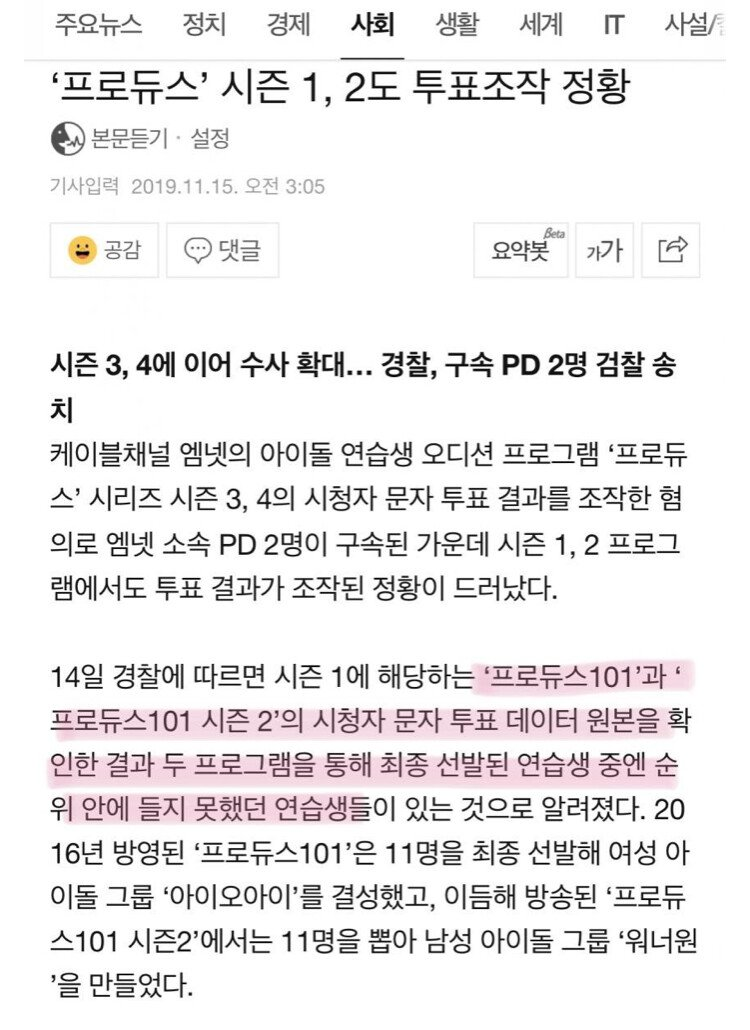 주요뉴스 정치 경제 사회 생활 세계 IT 사설/
‘프로듀스’ 시즌 1, 2도 투표조작 정황
본문듣기 · 설정
기사입력 2019.11.15. 오전 3:05
공감 댓글 요약봇 Beta 가가
시즌 3, 4에 이어 수사 확대… 경찰, 구속 PD 2명 검찰 송
치
케이블채널 엠넷의 아이돌 연습생 오디션 프로그램 ‘프로듀
스’ 시리즈 시즌 3, 4의 시청자 문자 투표 결과를 조작한 혐
의로 엠넷 소속 PD 2명이 구속된 가운데 시즌 1, 2 프로그
램에서도 투표 결과가 조작된 정황이 드러났다.
14일 경찰에 따르면 시즌 1에 해당하는 ‘프로듀스101’과 ‘
프로듀스101 시즌 2’의 시청자 문자 투표 데이터 원본을 확
인한 결과 두 프로그램을 통해 최종 선발된 연습생 중엔 순
위 안에 들지 못했던 연습생들이 있는 것으로 알려졌다. 20
16년 방영된 ‘프로듀스101’은 11명을 최종 선발해 여성 아
이돌 그룹 ‘아이오아이’를 결성했고, 이듬해 방송된 ‘프로듀
스101 시즌2’에서는 11명을 뽑아 남성 아이돌 그룹 ‘워너원
’을 만들었다.